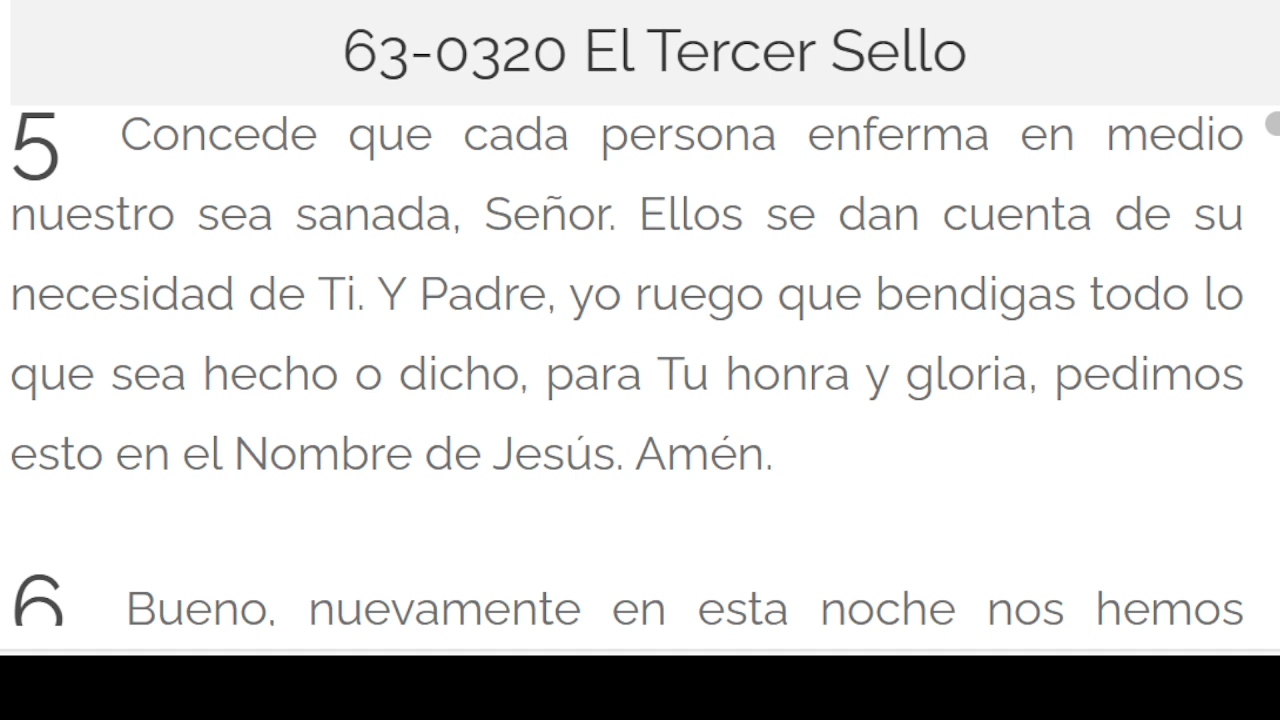 63-0320 El Tercer Sello
5 Concede que cada persona enferma en medio
nuestro sea sanada, Señor. Ellos se dan cuenta de su
necesidad de Ti. Y Padre, yo ruego que bendigas todo lo
que sea hecho o dicho, para Tu honra y gloria, pedimos
esto en el Nombre de Jesús. Amén.
6 Bueno, nuevamente en esta noche nos hemos